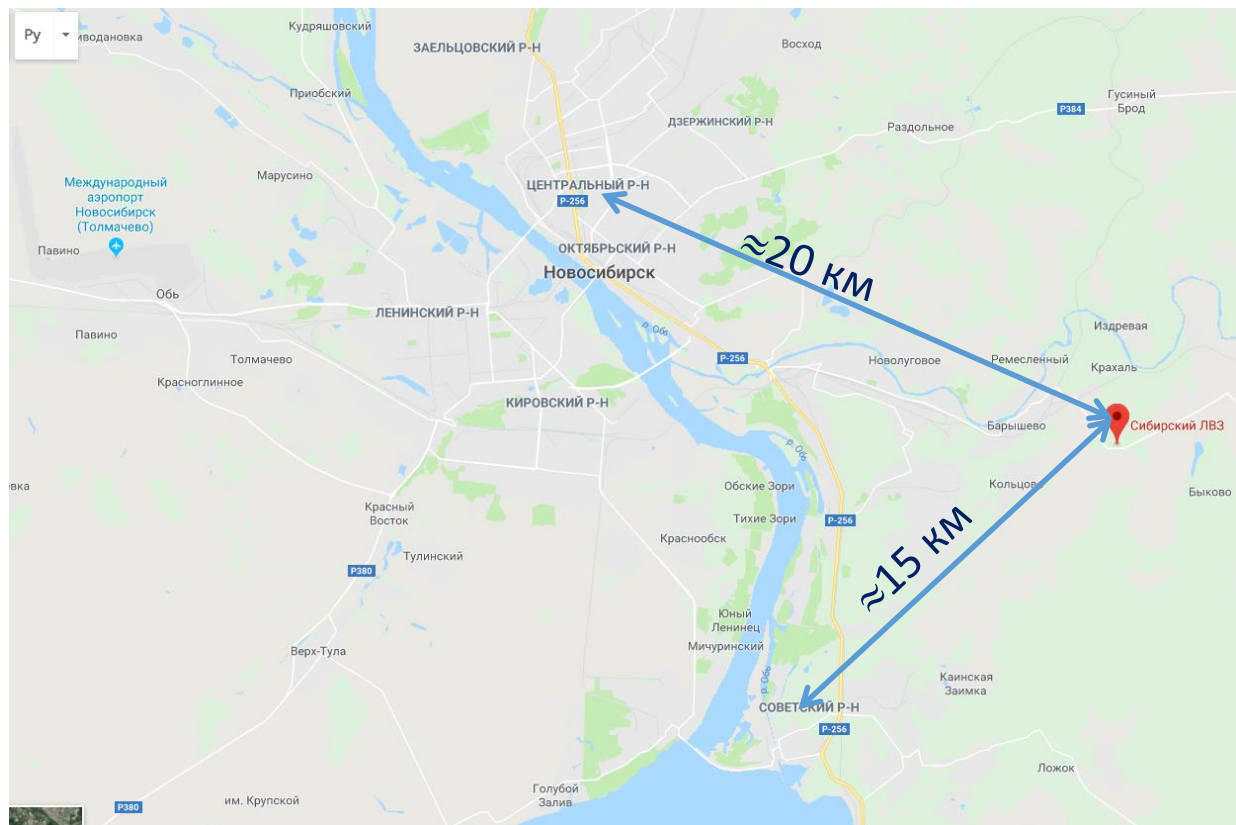 Ру
иводановка
Кудряшовский
ЗАЕЛЬЦОВСКИЙ Р-Н
Восход
Приобский
Гусиный
Брод
Р384
ДЗЕРЖИНСКИЙ Р-Н
Раздольное
Марусино
Международный
аэропорт
Новосибирск
(Толмачево)
ЦЕНТРАЛЬНЫЙ Р-Н
Р-256
Павино
ОКТЯБРЬСКИЙ Р-Н
Новосибирск
≈20 км
Обь
ЛЕНИНСКИЙ Р-Н
р. Обь
Издревая
Павино
Толмачево
Р-256
Новолуговое
Ремесленный
Крахаль
Красноглинное
КИРОВСКИЙ Р-Н
Барышево
Сибирский ЛВЗ
р. Обь
Обские Зори
Кольцово
Быково
евка
Красный
Восток
Тихие Зори
Р-256
Краснообск
≈15 км
Тулинский
Р380
Юный
Ленинец
Мичуринский
Верх-Тула
р. Обь
Каинская
Заимка
СОВЕТСКИЙ Р-Н
Р-256
Ложок
Голубой
Залив
им. Крупской
Р380